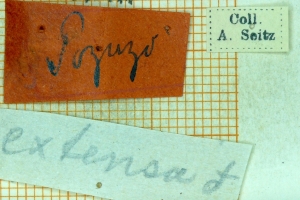 Pozuzo
Coll.
A. Seitz
extensa